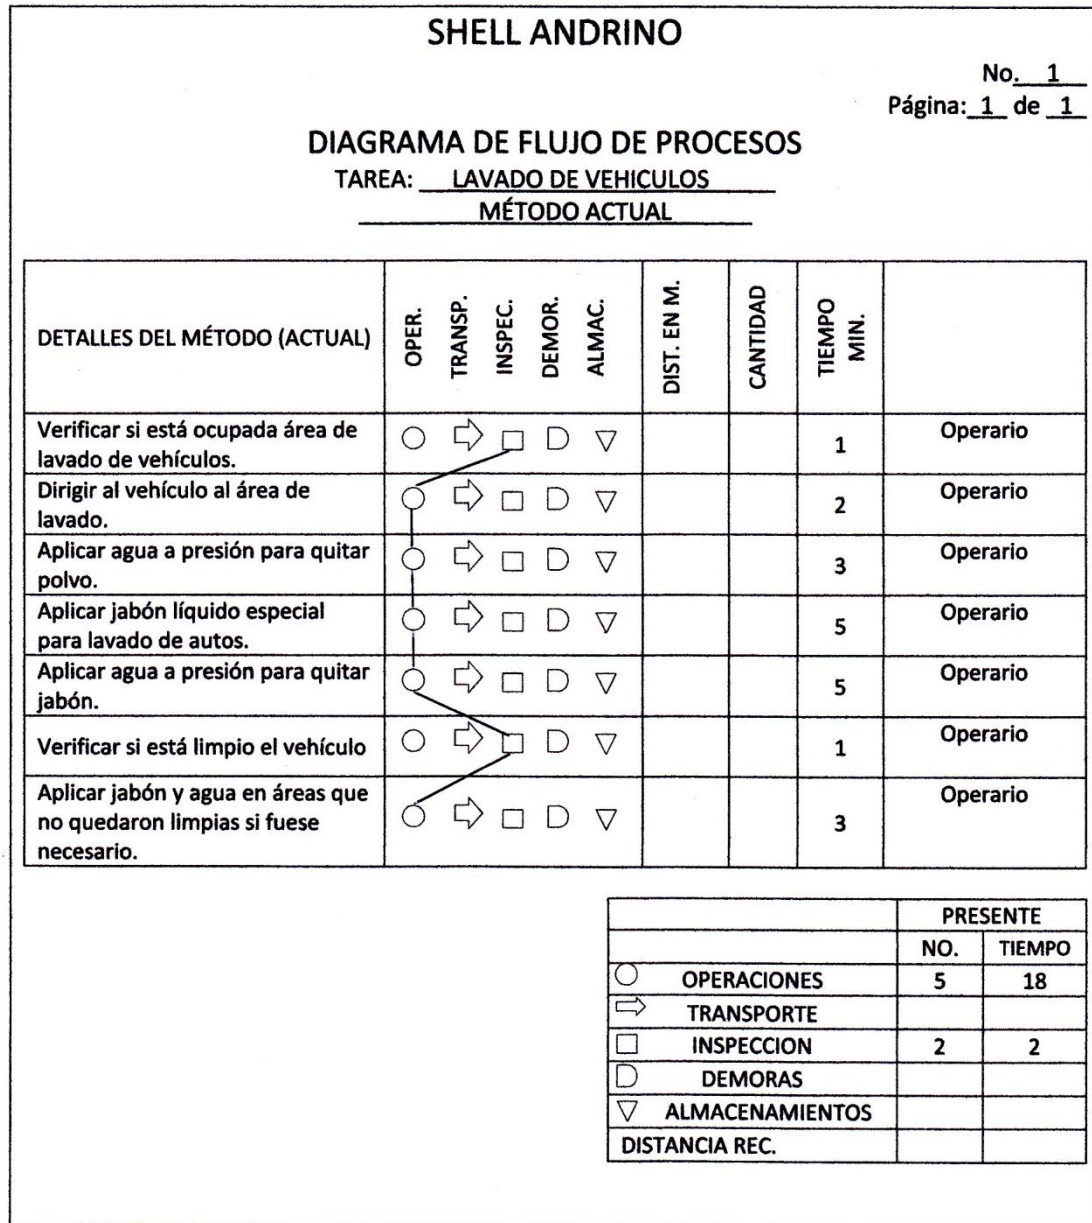 SHELL ANDRINO
No. 1
Página: 1 de 1
DIAGRAMA DE FLUJO DE PROCESOS
TAREA: LAVADO DE VEHICULOS
MÉTODO ACTUAL
DETALLES DEL MÉTODO (ACTUAL) OPER. TRANSP. INSPEC. DEMOR. ALMAC. DIST. EN M. CANTIDAD TIEMPO MIN.
Verificar si está ocupada área de
lavado de vehículos. 1 Operario
Dirigir al vehículo al área de
lavado. 2 Operario
Aplicar agua a presión para quitar
polvo. 3 Operario
Aplicar jabón líquido especial
para lavado de autos. 5 Operario
Aplicar agua a presión para quitar
jabón. 5 Operario
Verificar si está limpio el vehículo 1 Operario
Aplicar jabón y agua en áreas que
no quedaron limpias si fuese
necesario. 3 Operario
PRESENTE
NO. TIEMPO
OPERACIONES 5 18
TRANSPORTE
INSPECCION 2 2
DEMORAS
ALMACENAMIENTOS
DISTANCIA REC.